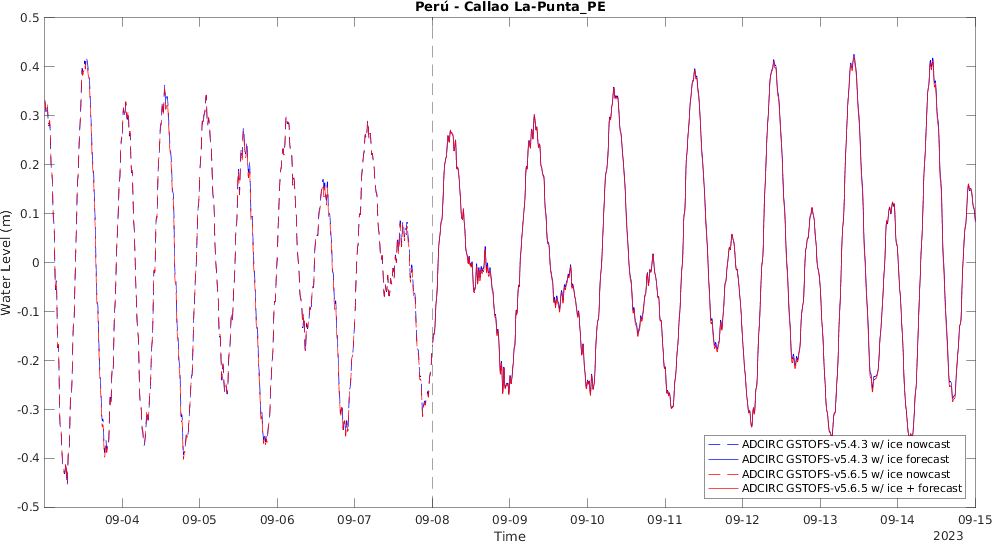 Perú - Callao La-Punta_PE
0.5
0.4
0.3
0.2
0.1
0
-0.1
-0.2
-0.3
-0.4
-0.5
Water Level (m)
ADCIRC GSTOFS-v5.4.3 w/ ice nowcast
ADCIRC GSTOFS-v5.4.3 w/ ice forecast
ADCIRC GSTOFS-v5.6.5 w/ ice nowcast
ADCIRC GSTOFS-v5.6.5 w/ ice + forecast
09-04 09-05 09-06 09-07 09-08 09-09 09-10 09-11 09-12 09-13 09-14 09-15
Time
2023